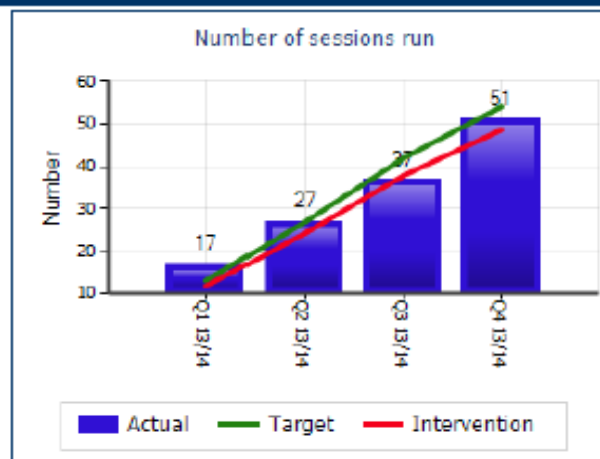 Number of sessions run
60
50
40
30
20
10
Number
17
27
37
51
Q1 13/14
Q2 13/14
Q3 13/14
Q4 13/14
Actual Target Intervention